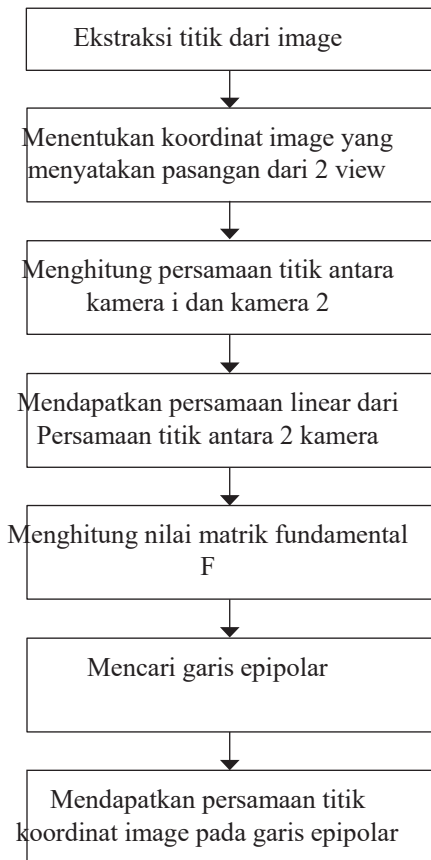 Ekstraksi titik dari image
Menentukan koordinat image yang
menyatakan pasangan dari 2 view
Menghitung persamaan titik antara
kamera i dan kamera 2
Mendapatkan persamaan linear dari
Persamaan titik antara 2 kamera
Menghitung nilai matrik fundamental
F
Mencari garis epipolar
Mendapatkan persamaan titik
koordinat image pada garis epipolar